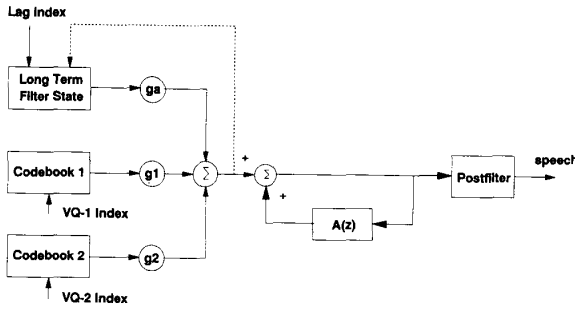 Lag Index
Long Term
Filter State
ga
+
speech
Codebook 1
g1
Σ
Σ
Postfilter
+
VQ-1 Index
A(z)
Codebook 2
g2
VQ-2 Index